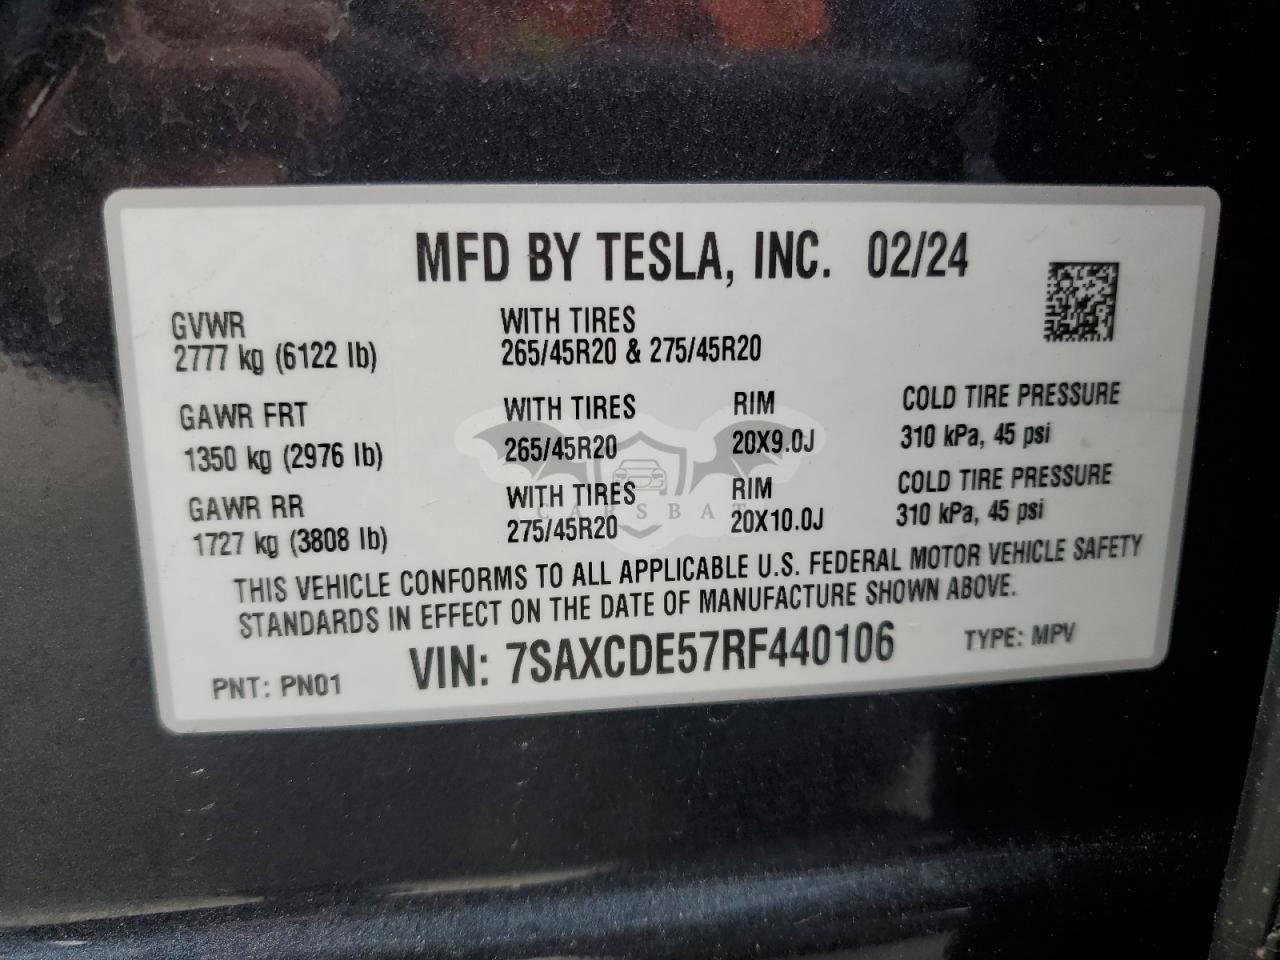 MFD BY TESLA, INC. 02/24
GVWR
2777 kg (6122 lb)
WITH TIRES
265/45R20 & 275/45R20
GAWR FRT
1350 kg (2976 lb)
WITH TIRES
265/45R20
RIM
20X9.0J
COLD TIRE PRESSURE
310 kPa, 45 psi
GAWR RR
1727 kg (3808 lb)
WITH TIRES
275/45R20
RIM
20X10.0J
COLD TIRE PRESSURE
310 kPa, 45 psi
CARSBAT
THIS VEHICLE CONFORMS TO ALL APPLICABLE U.S. FEDERAL MOTOR VEHICLE SAFETY
STANDARDS IN EFFECT ON THE DATE OF MANUFACTURE SHOWN ABOVE.
PNT: PN01
VIN: 7SAXCDE57RF440106
TYPE: MPV